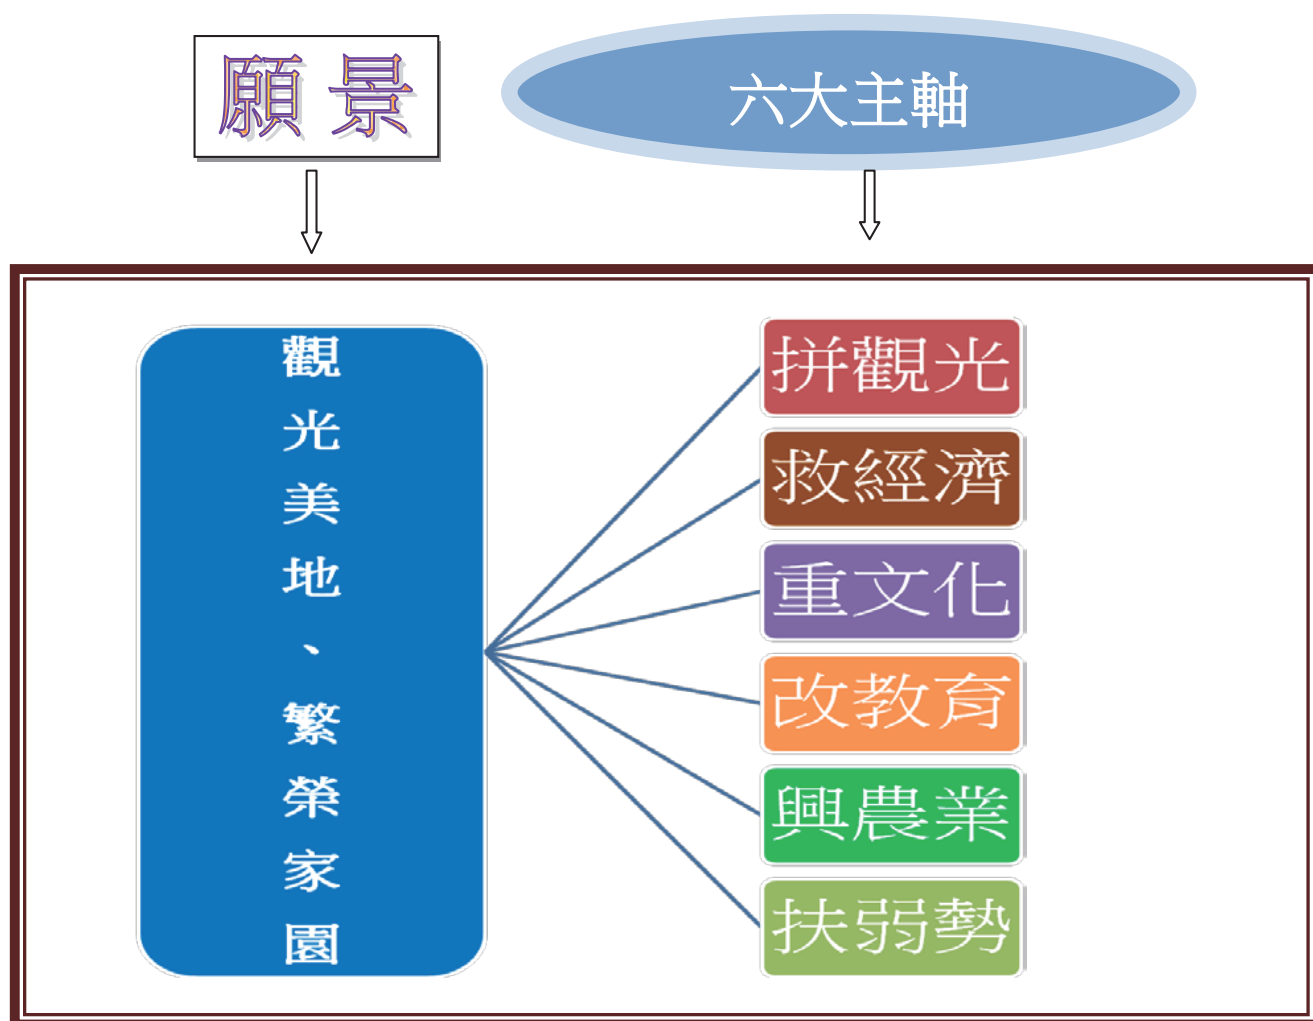 願景
六大主軸
觀光美地、繁榮家園
拼觀光
救經濟
重文化
改教育
興農業
扶弱勢